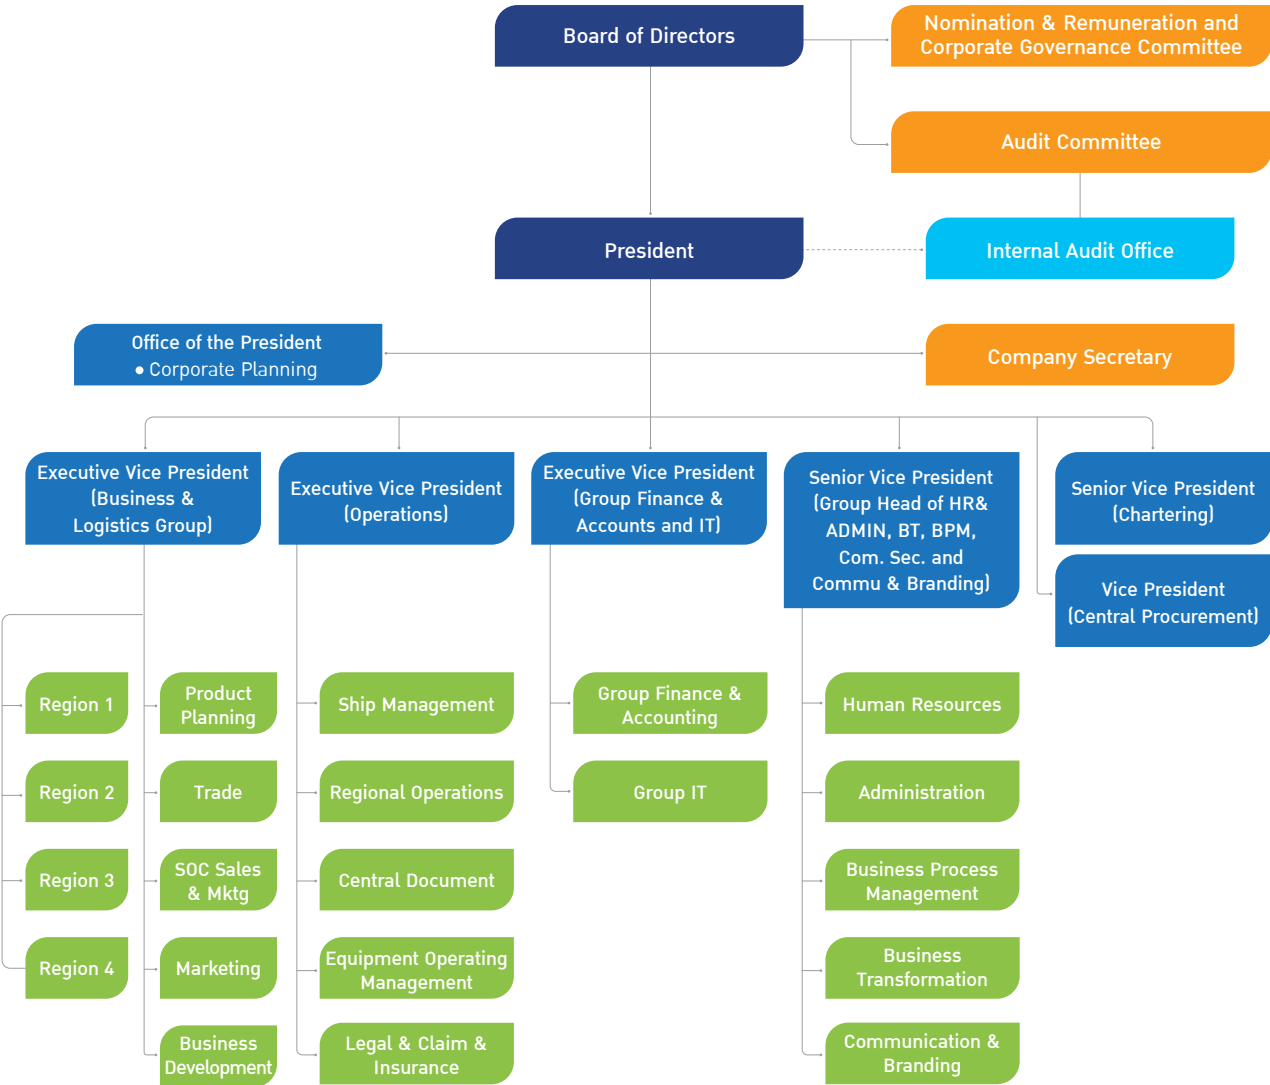 Board of Directors
Nomination & Remuneration and
Corporate Governance Committee
Audit Committee
President
Internal Audit Office
Office of the President
● Corporate Planning
Company Secretary
Executive Vice President
(Business &
Logistics Group)
Executive Vice President
(Operations)
Executive Vice President
(Group Finance &
Accounts and IT)
Senior Vice President
(Group Head of HR&
ADMIN, BT, BPM,
Com. Sec. and
Commu & Branding)
Senior Vice President
(Chartering)
Vice President
(Central Procurement)
Region 1
Region 2
Region 3
Region 4
Product
Planning
Trade
SOC Sales
& Mktg
Marketing
Business
Development
Ship Management
Regional Operations
Central Document
Equipment Operating
Management
Legal & Claim &
Insurance
Group Finance &
Accounting
Group IT
Human Resources
Administration
Business Process
Management
Business
Transformation
Communication &
Branding